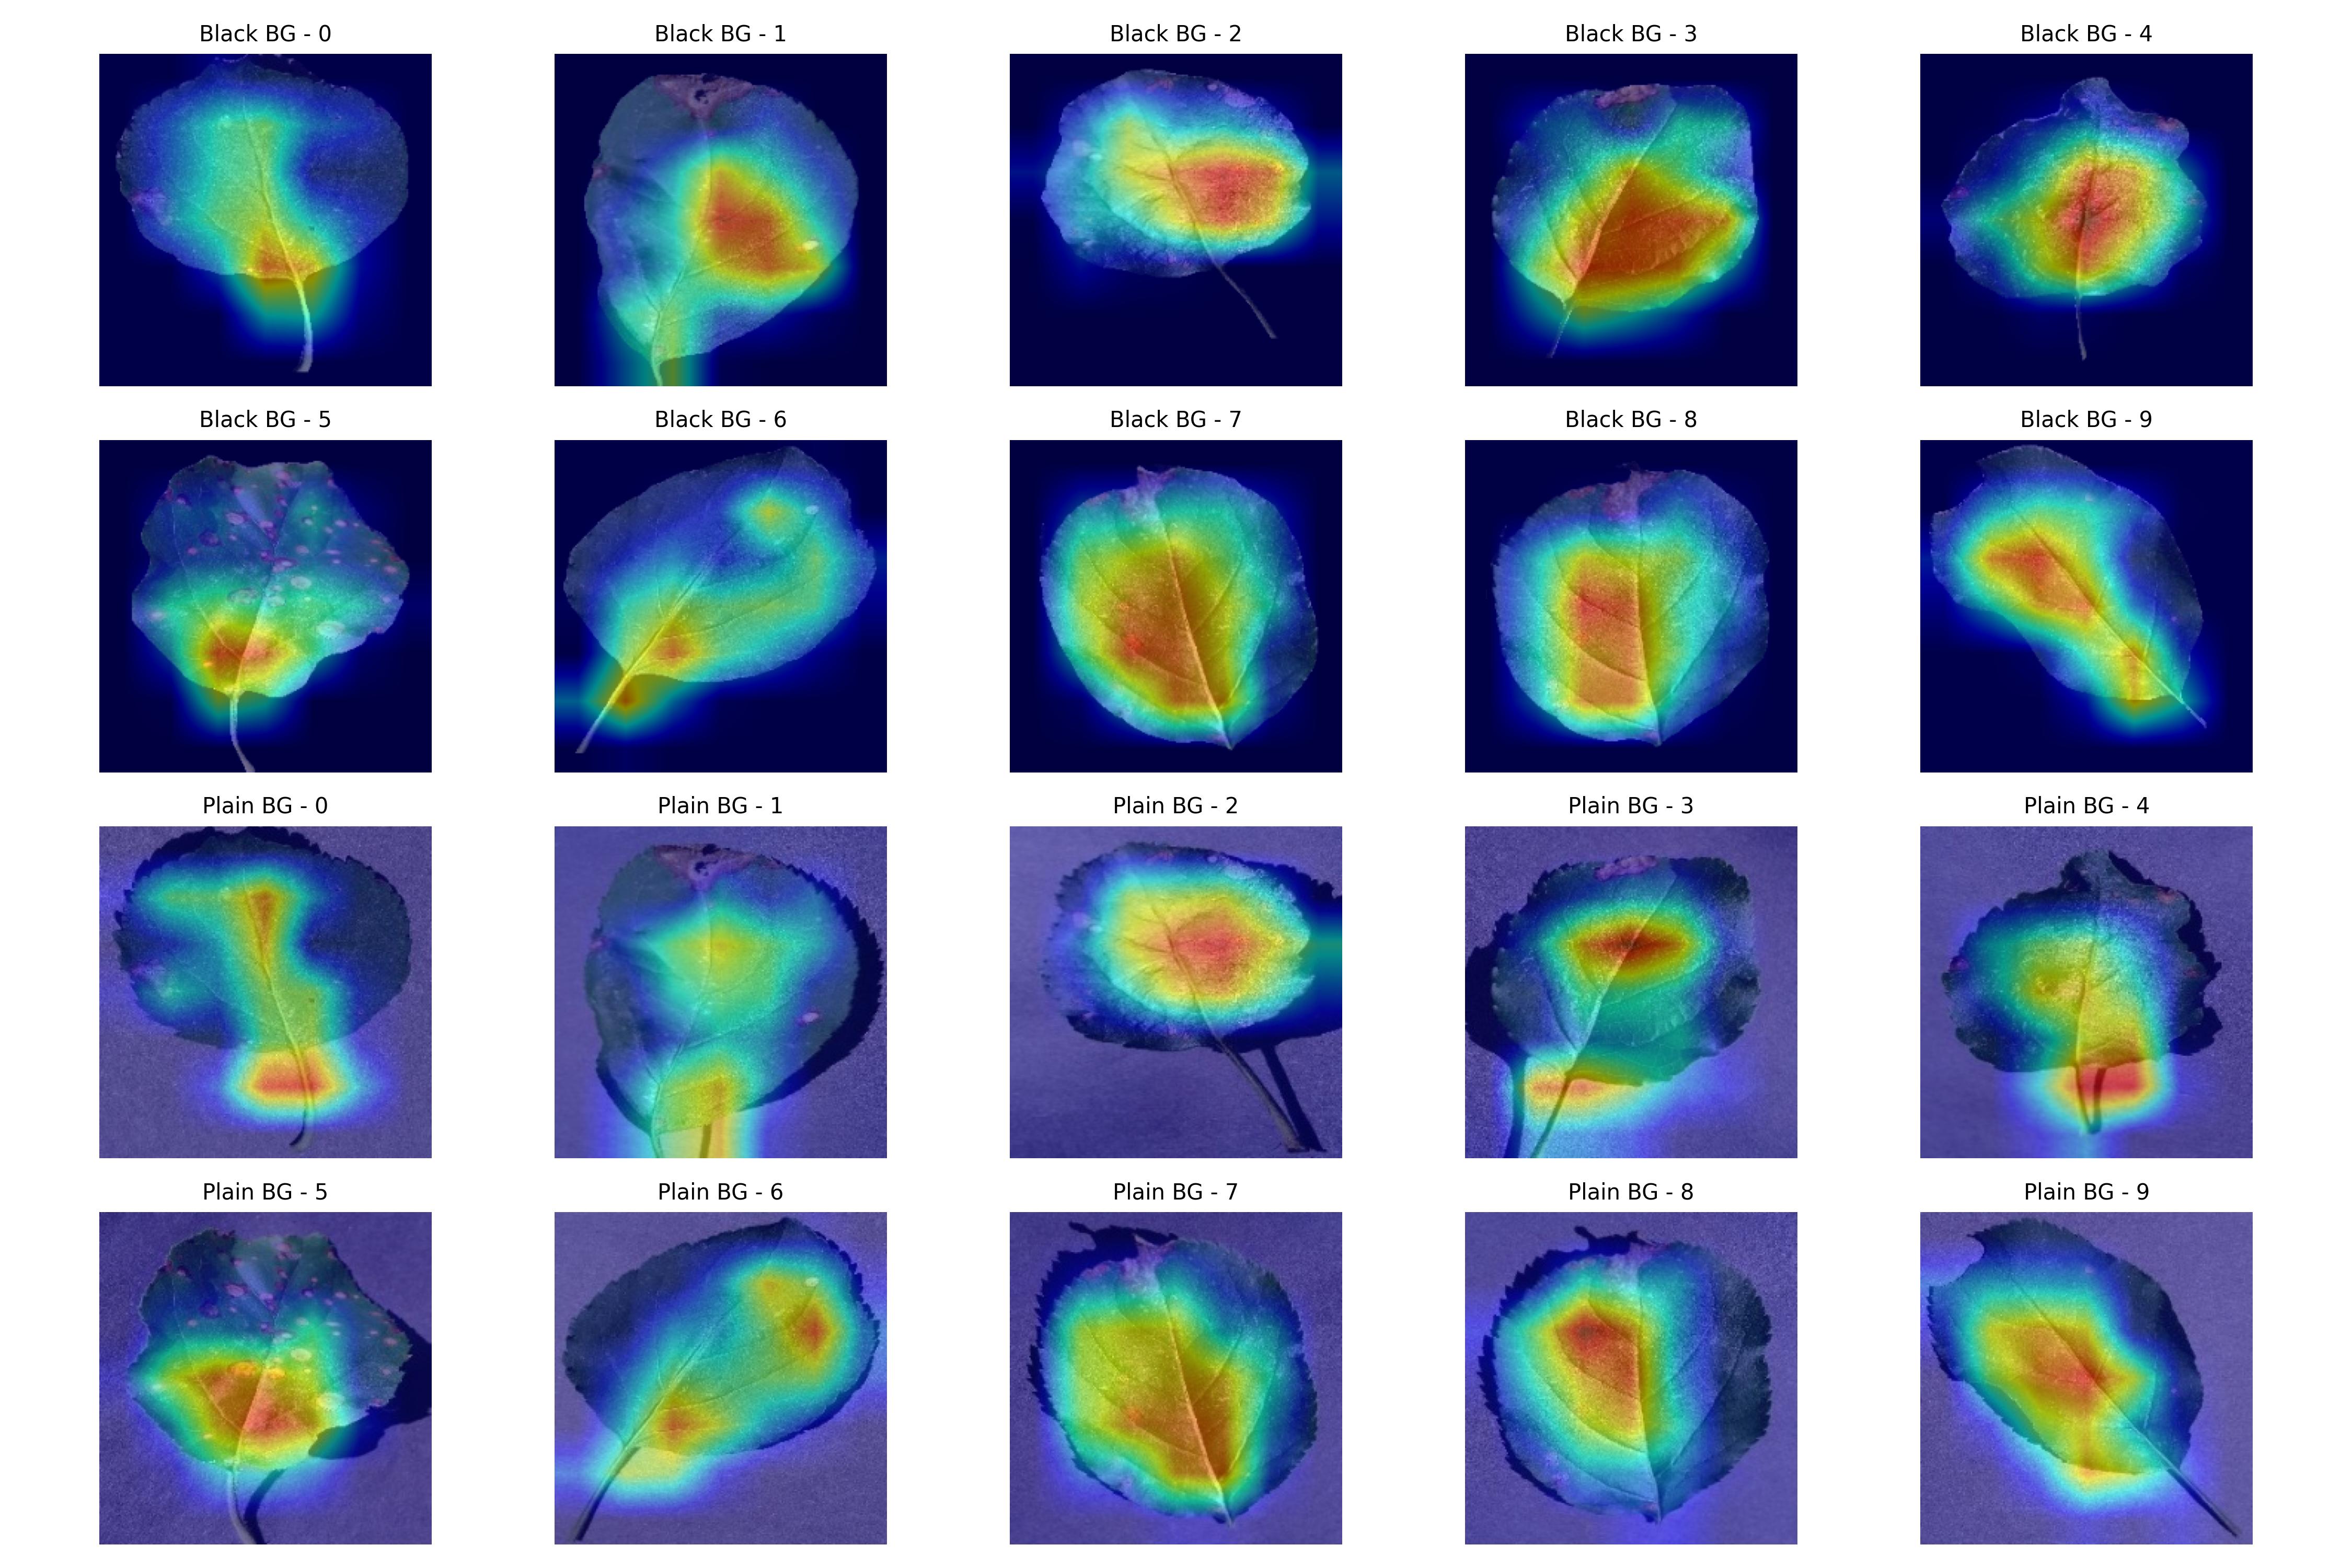 Black BG - 0
Black BG - 1
Black BG - 2
Black BG - 3
Black BG - 4
Black BG - 5
Black BG - 6
Black BG - 7
Black BG - 8
Black BG - 9
Plain BG - 0
Plain BG - 1
Plain BG - 2
Plain BG - 3
Plain BG - 4
Plain BG - 5
Plain BG - 6
Plain BG - 7
Plain BG - 8
Plain BG - 9